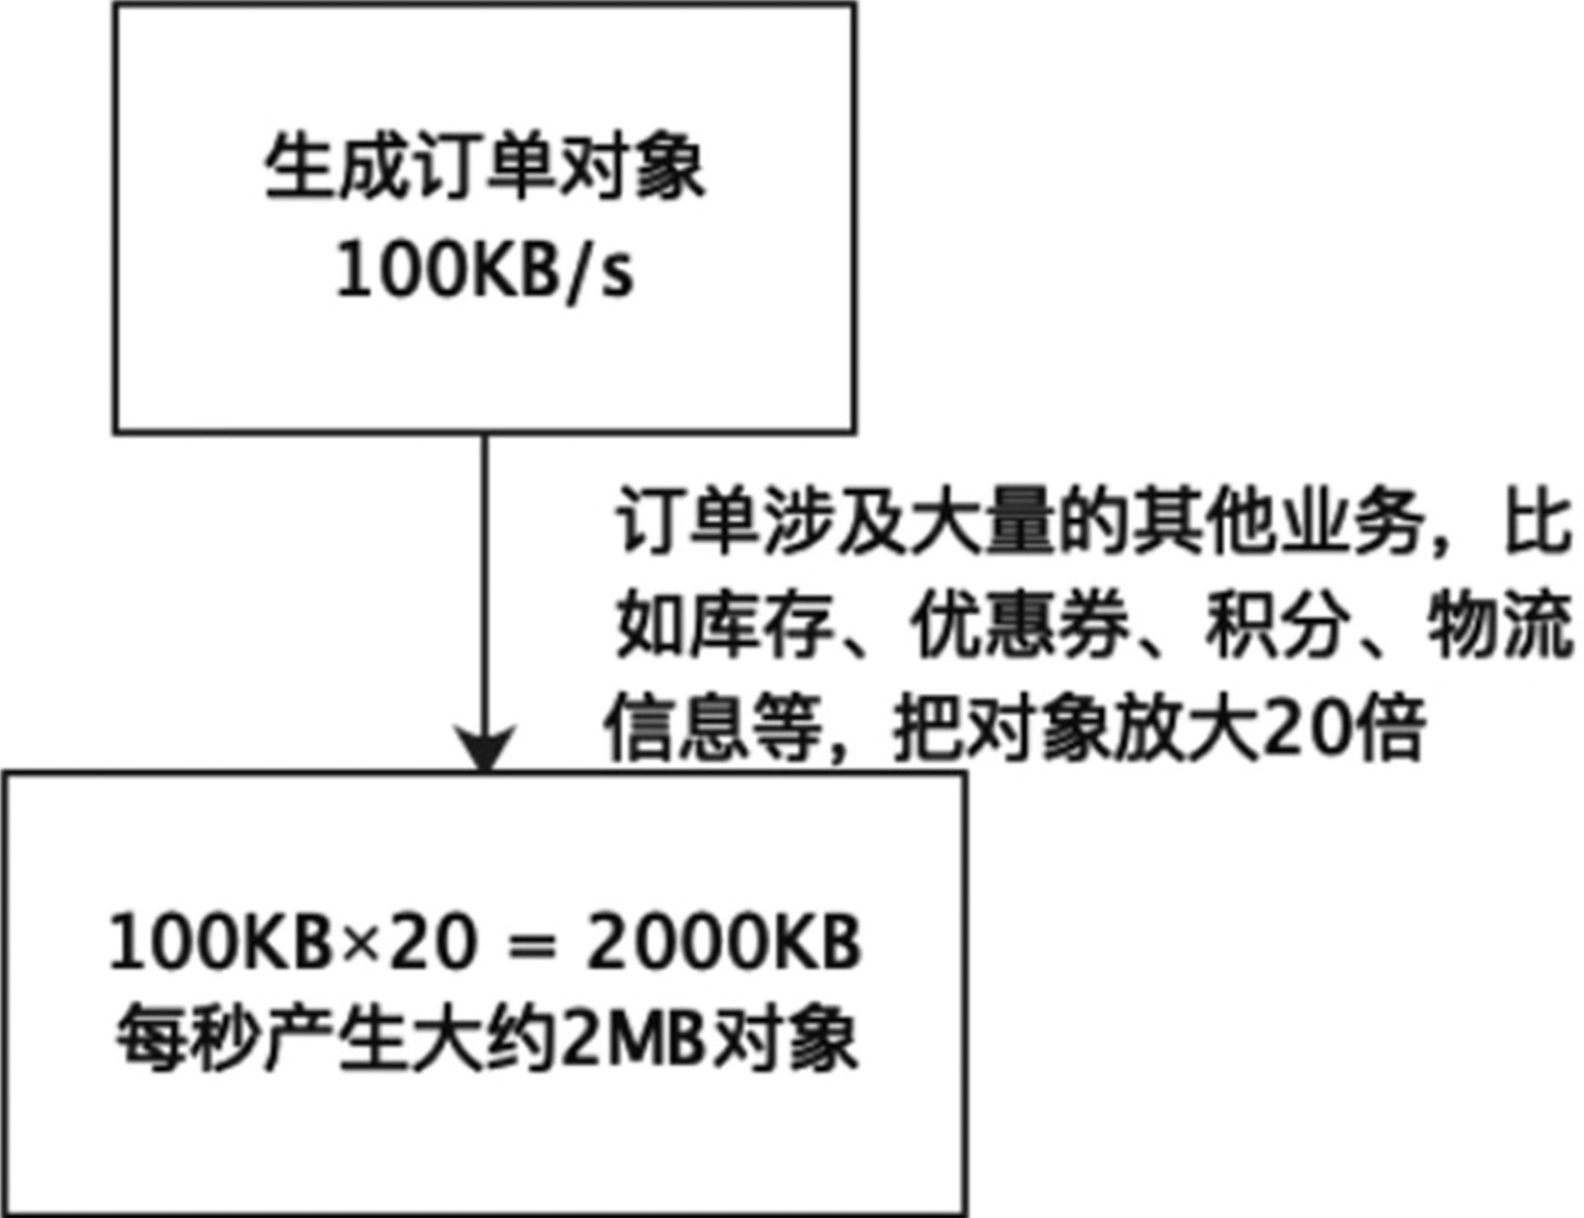 生成订单对象
100KB/s
订单涉及大量的其他业务，比
如库存、优惠券、积分、物流
信息等，把对象放大20倍
100KB×20 = 2000KB
每秒产生大约2MB对象